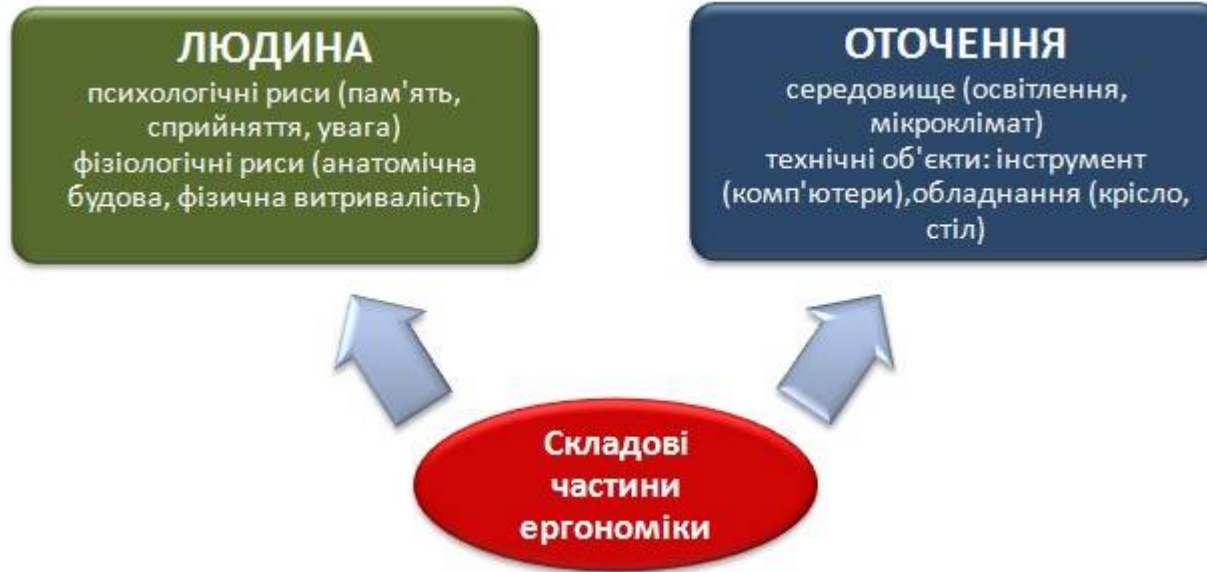 ЛЮДИНА
психологічні риси (пам'ять,
сприйняття, увага)
фізіологічні риси (анатомічна
будова, фізична витривалість)
ОТОЧЕННЯ
середовище (освітлення,
мікроклімат)
технічні об'єкти: інструмент
(комп'ютери),обладнання (крісло,
стіл)
Складові
частини
ергономіки